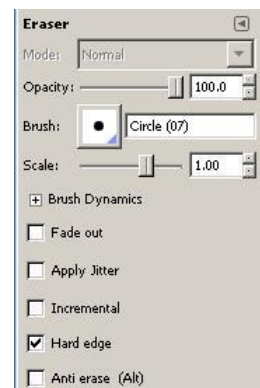 Eraser
Mode: Normal
Opacity: 100.0
Brush: Circle (07)
Scale: 1.00
Brush Dynamics
Fade out
Apply Jitter
Incremental
Hard edge
Anti erase (Alt)